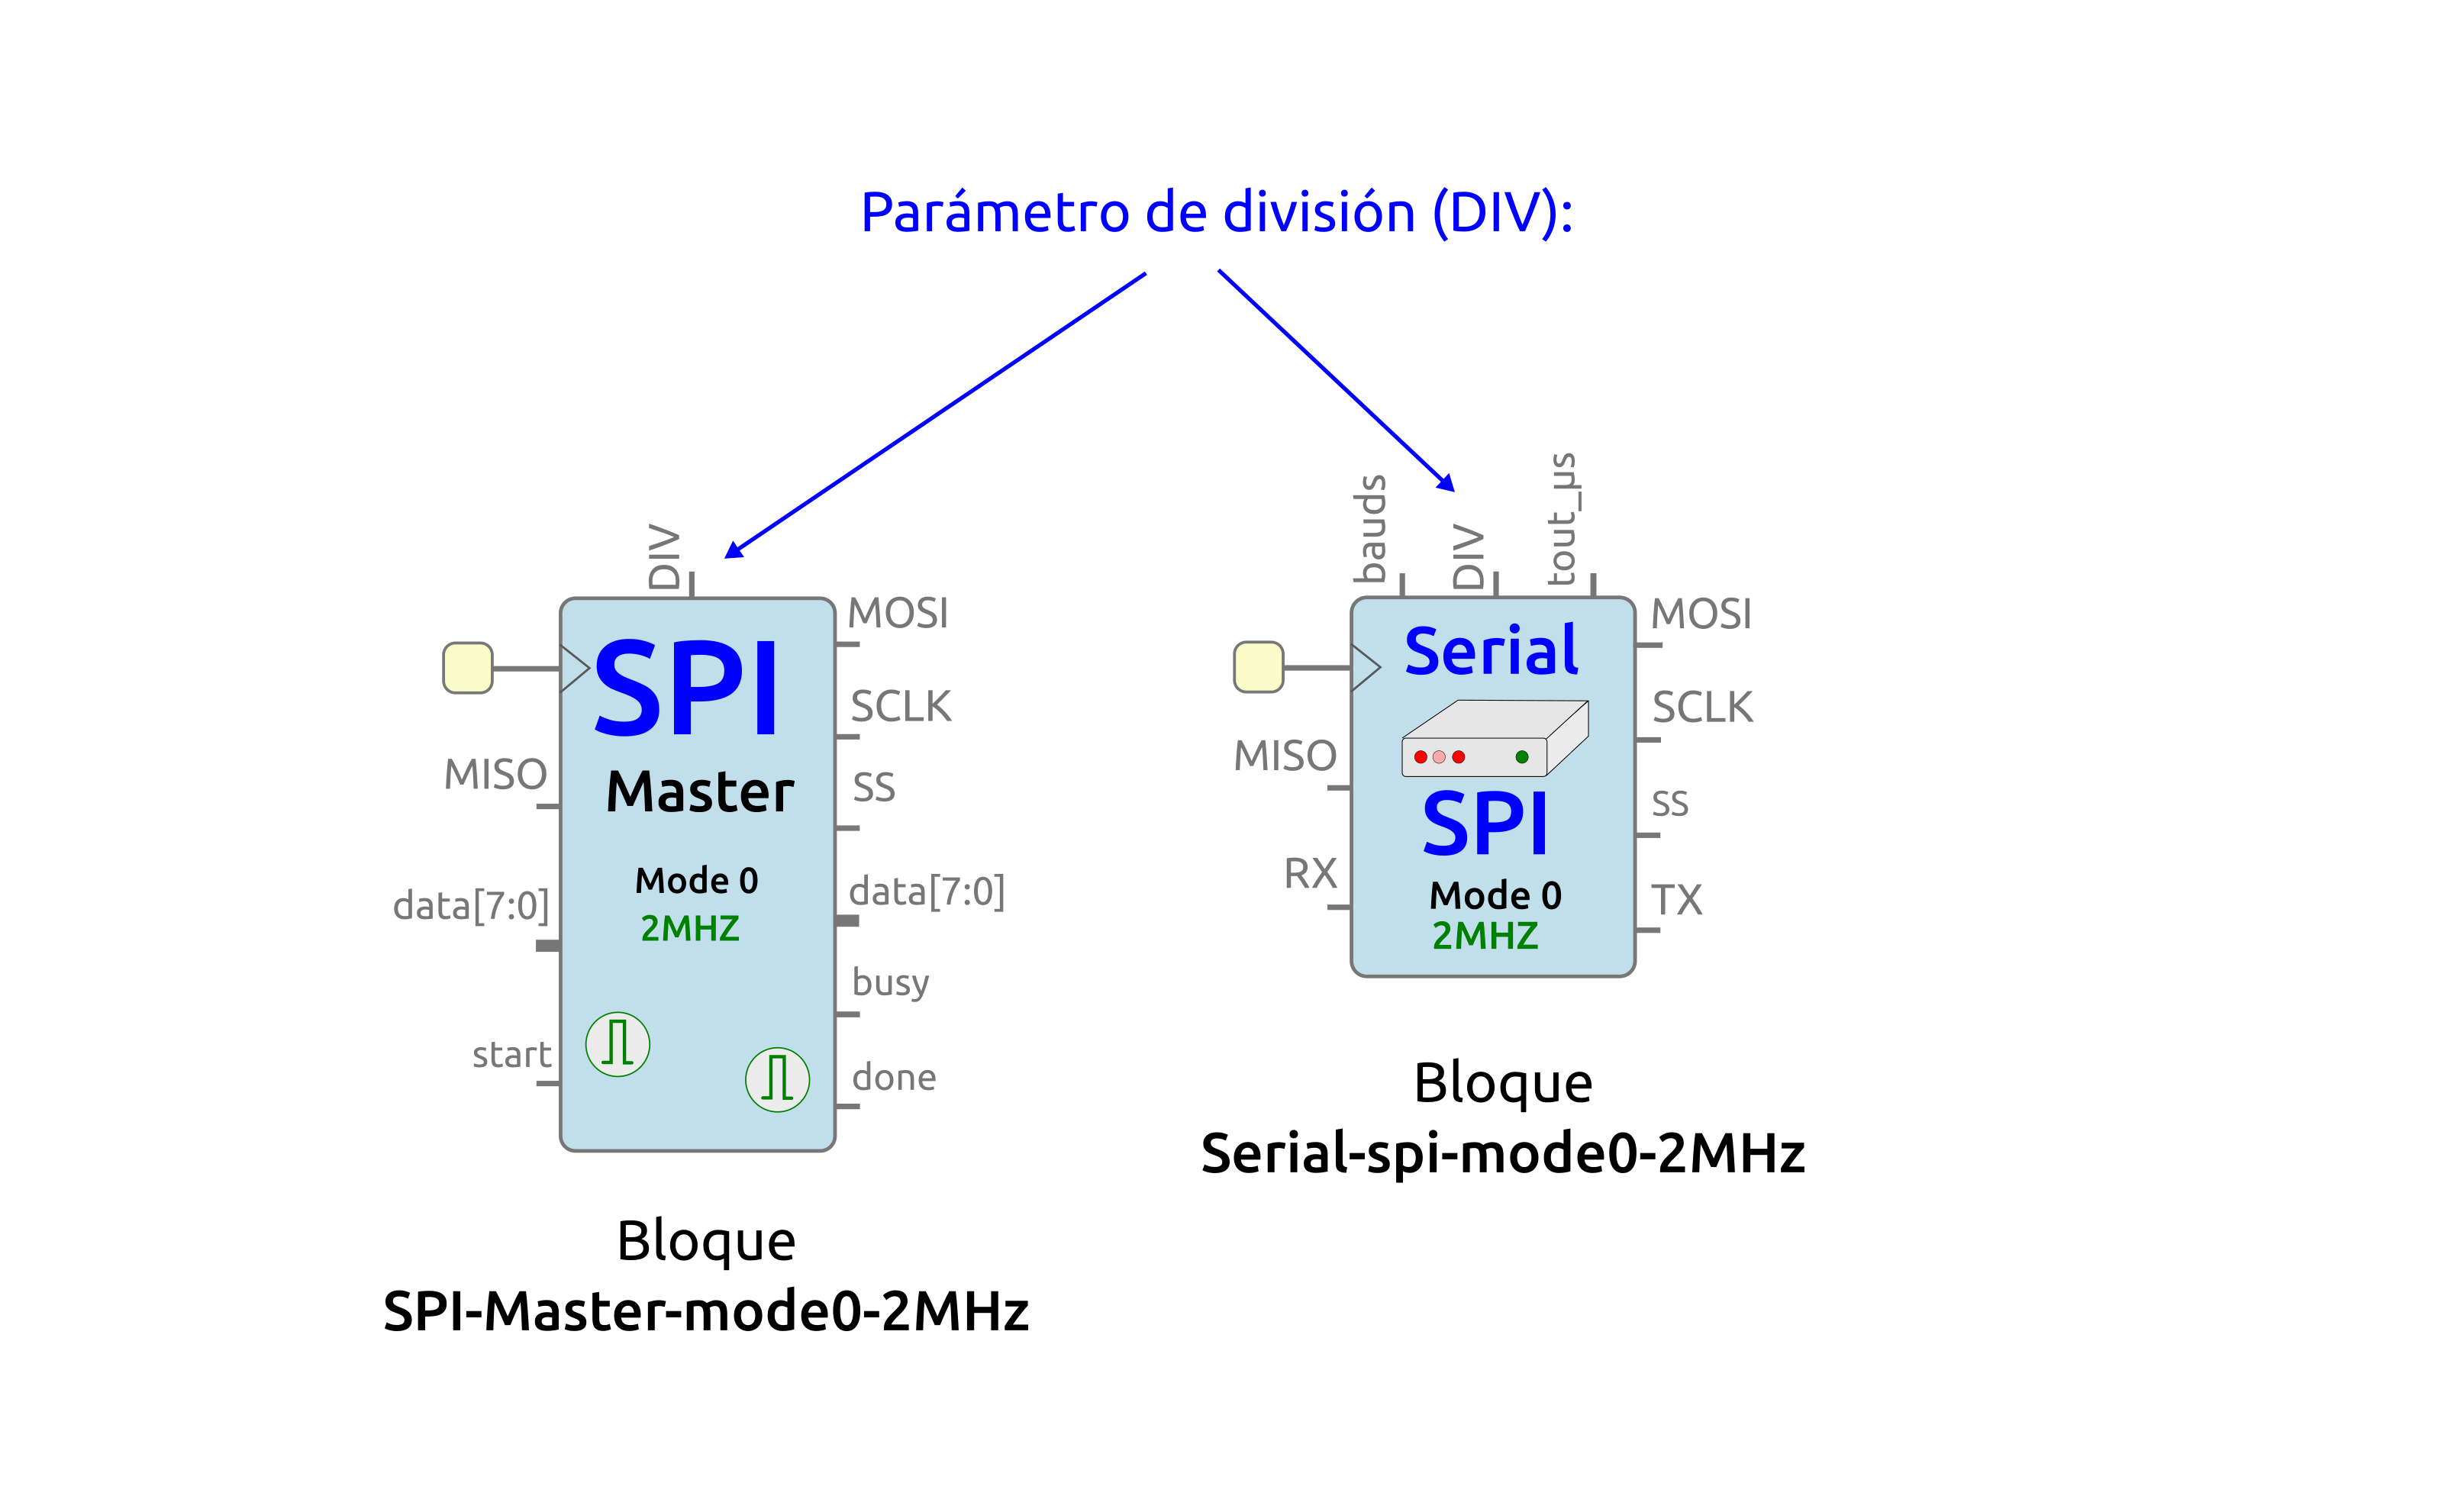 Parámetro de división (DIV):
DIV
MISO
data[7:0]
start
SPI
Master
Mode 0
2MHZ
MOSI
SCLK
SS
data[7:0]
busy
done
Bloque
SPI-Master-mode0-2MHz
bauds
DIV
tout_µs
MISO
RX
Serial
SPI
Mode 0
2MHZ
MOSI
SCLK
ss
TX
Bloque
Serial-spi-mode0-2MHz